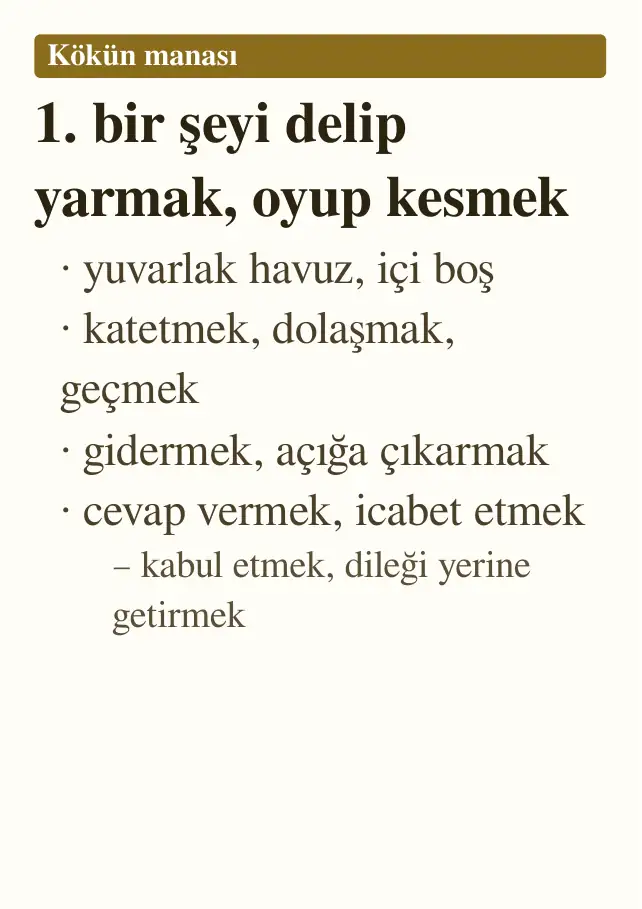 Kökün manası
1. bir şeyi delip
yarmak, oyup kesmek
· yuvarlak havuz, içi boş
· katetmek, dolaşmak,
geçmek
· gidermek, açığa çıkarmak
· cevap vermek, icabet etmek
– kabul etmek, dileği yerine
getirmek